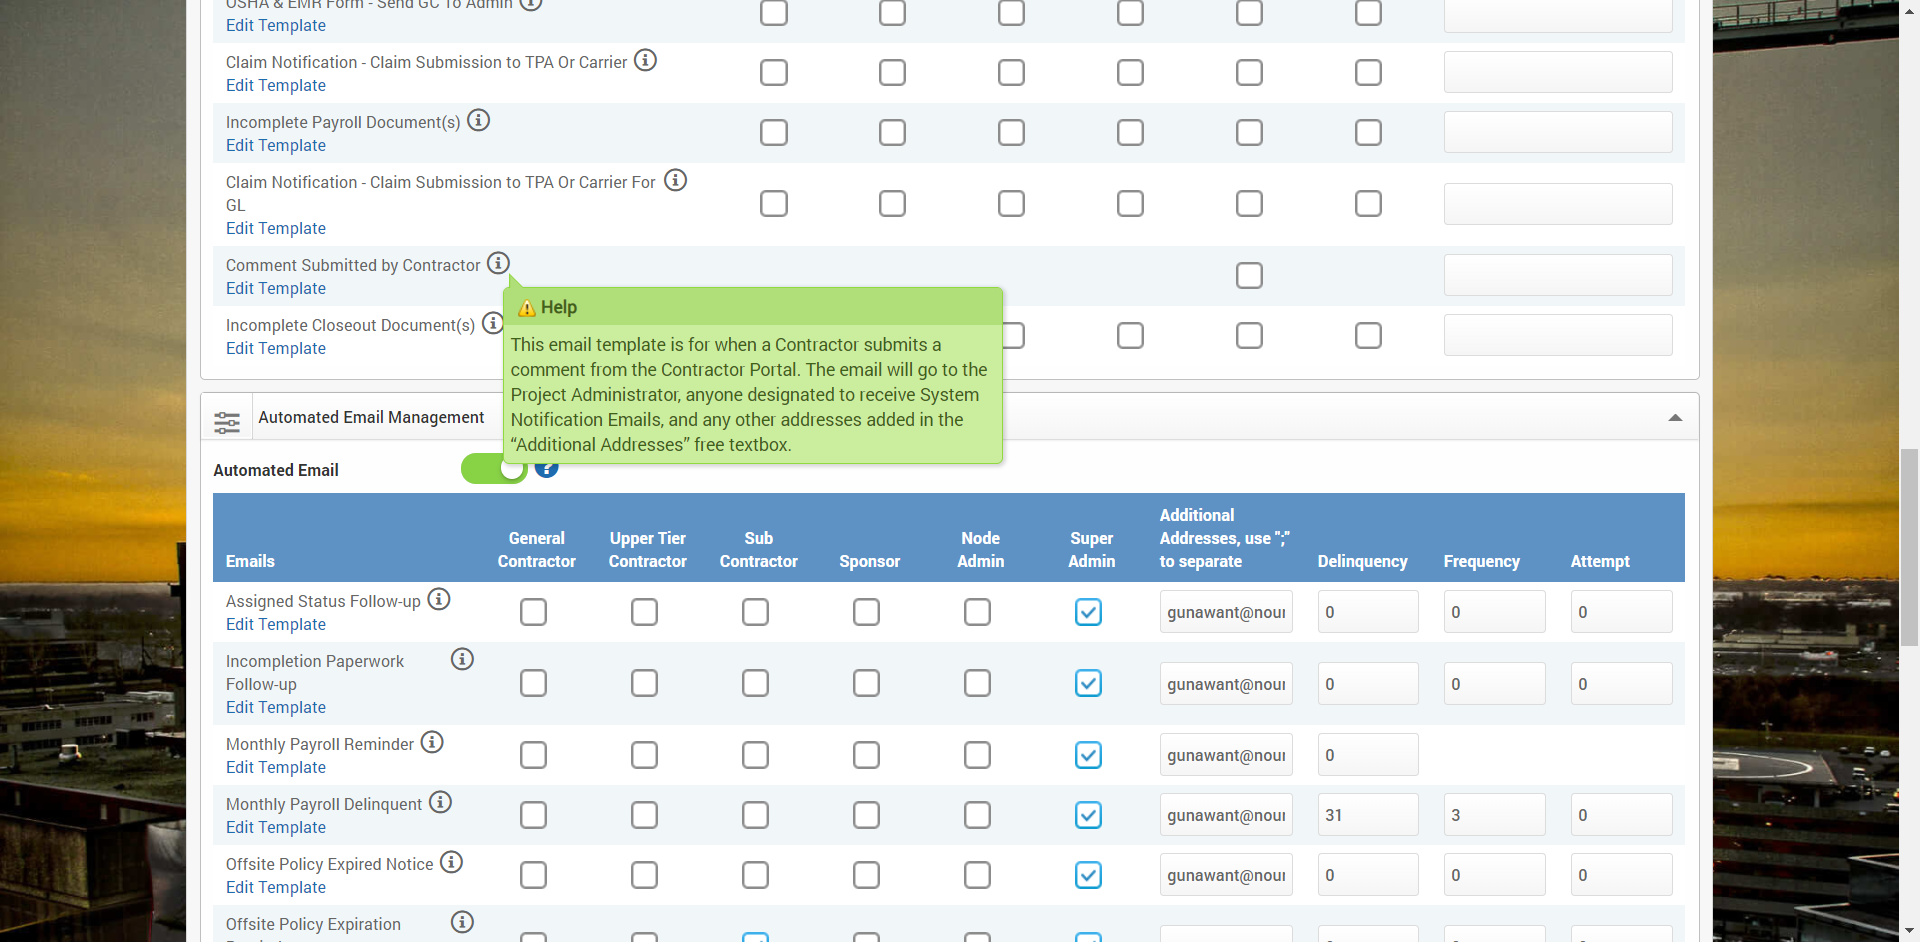 OSHA & EMR Form - Send GC To Admin
Edit Template
Claim Notification - Claim Submission to TPA Or Carrier
Edit Template
Incomplete Payroll Document(s)
Edit Template
Claim Notification - Claim Submission to TPA Or Carrier For
GL
Edit Template
Comment Submitted by Contractor
Edit Template
Incomplete Closeout Document(s)
Edit Template
Help
This email template is for when a Contractor submits a
comment from the Contractor Portal. The email will go to the
Project Administrator, anyone designated to receive System
Notification Emails, and any other addresses added in the
“Additional Addresses” free textbox.
Automated Email Management
Automated Email
Emails
General
Contractor
Upper Tier
Contractor
Sub
Contractor
Sponsor
Node
Admin
Super
Admin
Additional
Addresses, use ";"
to separate
Delinquency
Frequency
Attempt
Assigned Status Follow-up
Edit Template
gunawant@nour 0 0 0
Incompletion Paperwork
Follow-up
Edit Template
gunawant@nour 0 0 0
Monthly Payroll Reminder
Edit Template
gunawant@nour 0
Monthly Payroll Delinquent
Edit Template
gunawant@nour 31 3 0
Offsite Policy Expired Notice
Edit Template
gunawant@nour 0 0 0
Offsite Policy Expiration